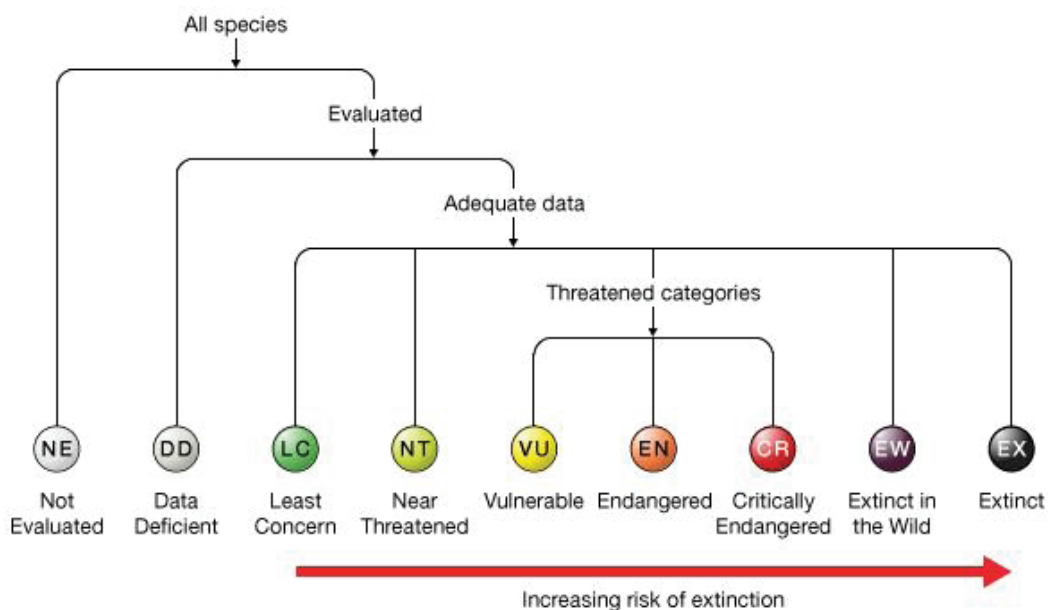 All species
Evaluated
Adequate data
Threatened categories
NE
DD
LC
NT
VU
EN
CR
EW
EX
Not
Evaluated
Data
Deficient
Least
Concern
Near
Threatened
Vulnerable
Endangered
Critically
Endangered
Extinct in
the Wild
Extinct
Increasing risk of extinction